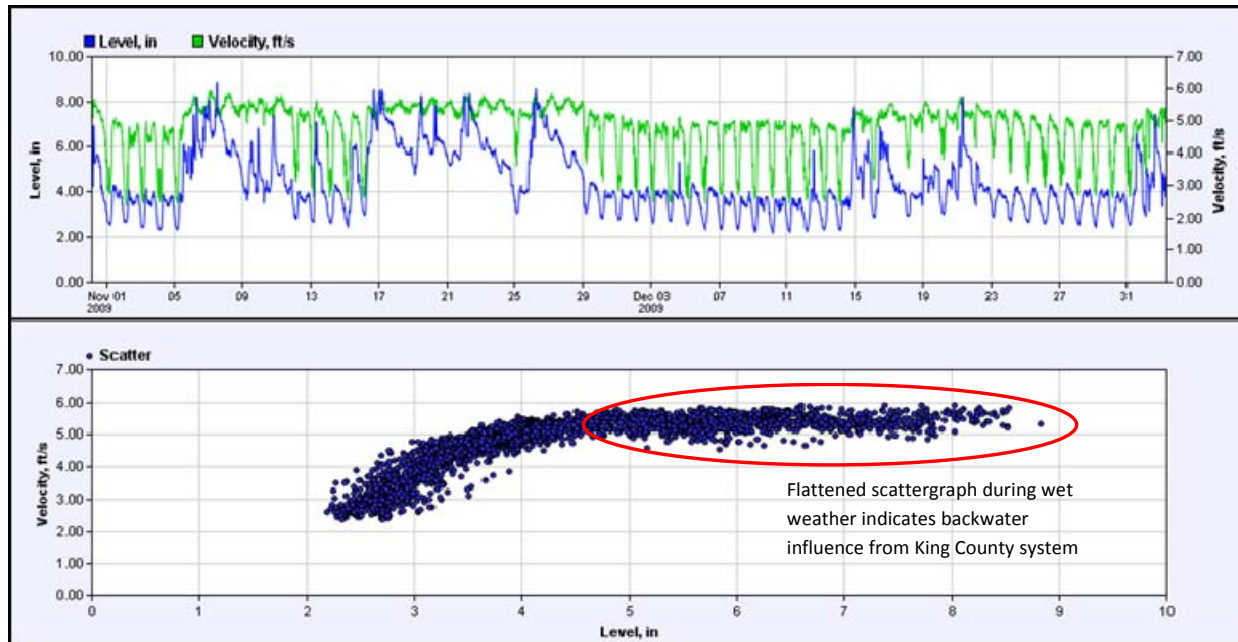 Level, in Velocity, ft/s
10.00 7.00
8.00 6.00
6.00 5.00
4.00 4.00
2.00 3.00
0.00 2.00
1.00
0.00
Level, in
Velocity, ft/s
Nov 01 05 09 13 17 21 25 29 Dec 03 07 11 15 19 23 27 31
2009 2009
Scatter
7.00
6.00
5.00
4.00
3.00
2.00
1.00
0.00
Velocity, ft/s
Flattened scattergraph during wet
weather indicates backwater
influence from King County system
0 1 2 3 4 5 6 7 8 9 10
Level, in